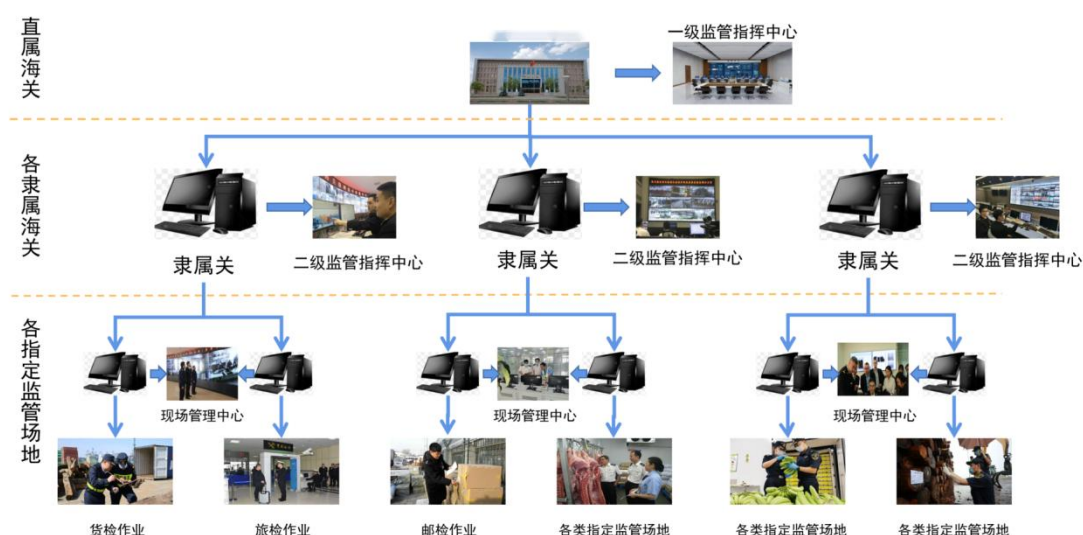 直属海关
一级监管指挥中心
各隶属海关
隶属关
二级监管指挥中心
隶属关
二级监管指挥中心
隶属关
二级监管指挥中心
各指定监管场地
现场管理中心
现场管理中心
现场管理中心
货检作业
旅检作业
邮检作业
各类指定监管场地
各类指定监管场地
各类指定监管场地